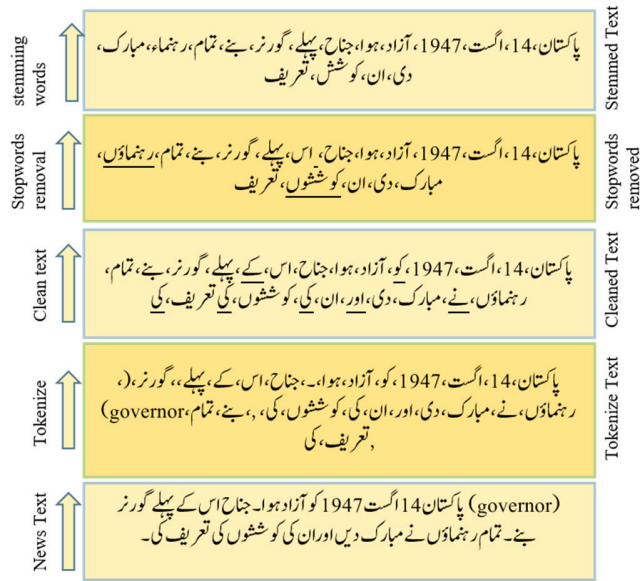 stemming words
پاکستان،14،اگست،1947،آزاد،ہوا،جناح،پہلے،گورنر،بنے،تمام،رہنماء،مبارک،
دی،ان،کوشش،تعریف
Stemmed Text
Stopwords removal
پاکستان،14،اگست،1947،آزاد،ہوا،جناح،اس،پہلے،گورنر،بنے،تمام،رہنماؤں،
مبارک،دی،ان،کوششوں،تعریف
Stopwords removed
Clean text
پاکستان،14،اگست،1947،کو،آزاد،ہوا،جناح،اس،کے،پہلے،گورنر،بنے،تمام،
رہنماؤں،نے،مبارک،دی،اور،ان،کی،کوششوں،کی تعریف،کی
Cleaned Text
Tokenize
پاکستان،14،اگست،1947،کو،آزاد،ہوا،۔،جناح،اس،کے،پہلے،،گورنر،(،
رہنماؤں،نے،مبارک،دی،اور،ان،کی،کوششوں،کی، ،،بنے،تمام،governor)
,تعریف،کی
Tokenize Text
News Text
(governor) پاکستان14اگست1947 کو آزاد ہوا۔ جناح اس کے پہلے گورنر
بنے۔ تمام رہنماؤں نے مبارک دیں اور ان کی کوششوں کی تعریف کی۔